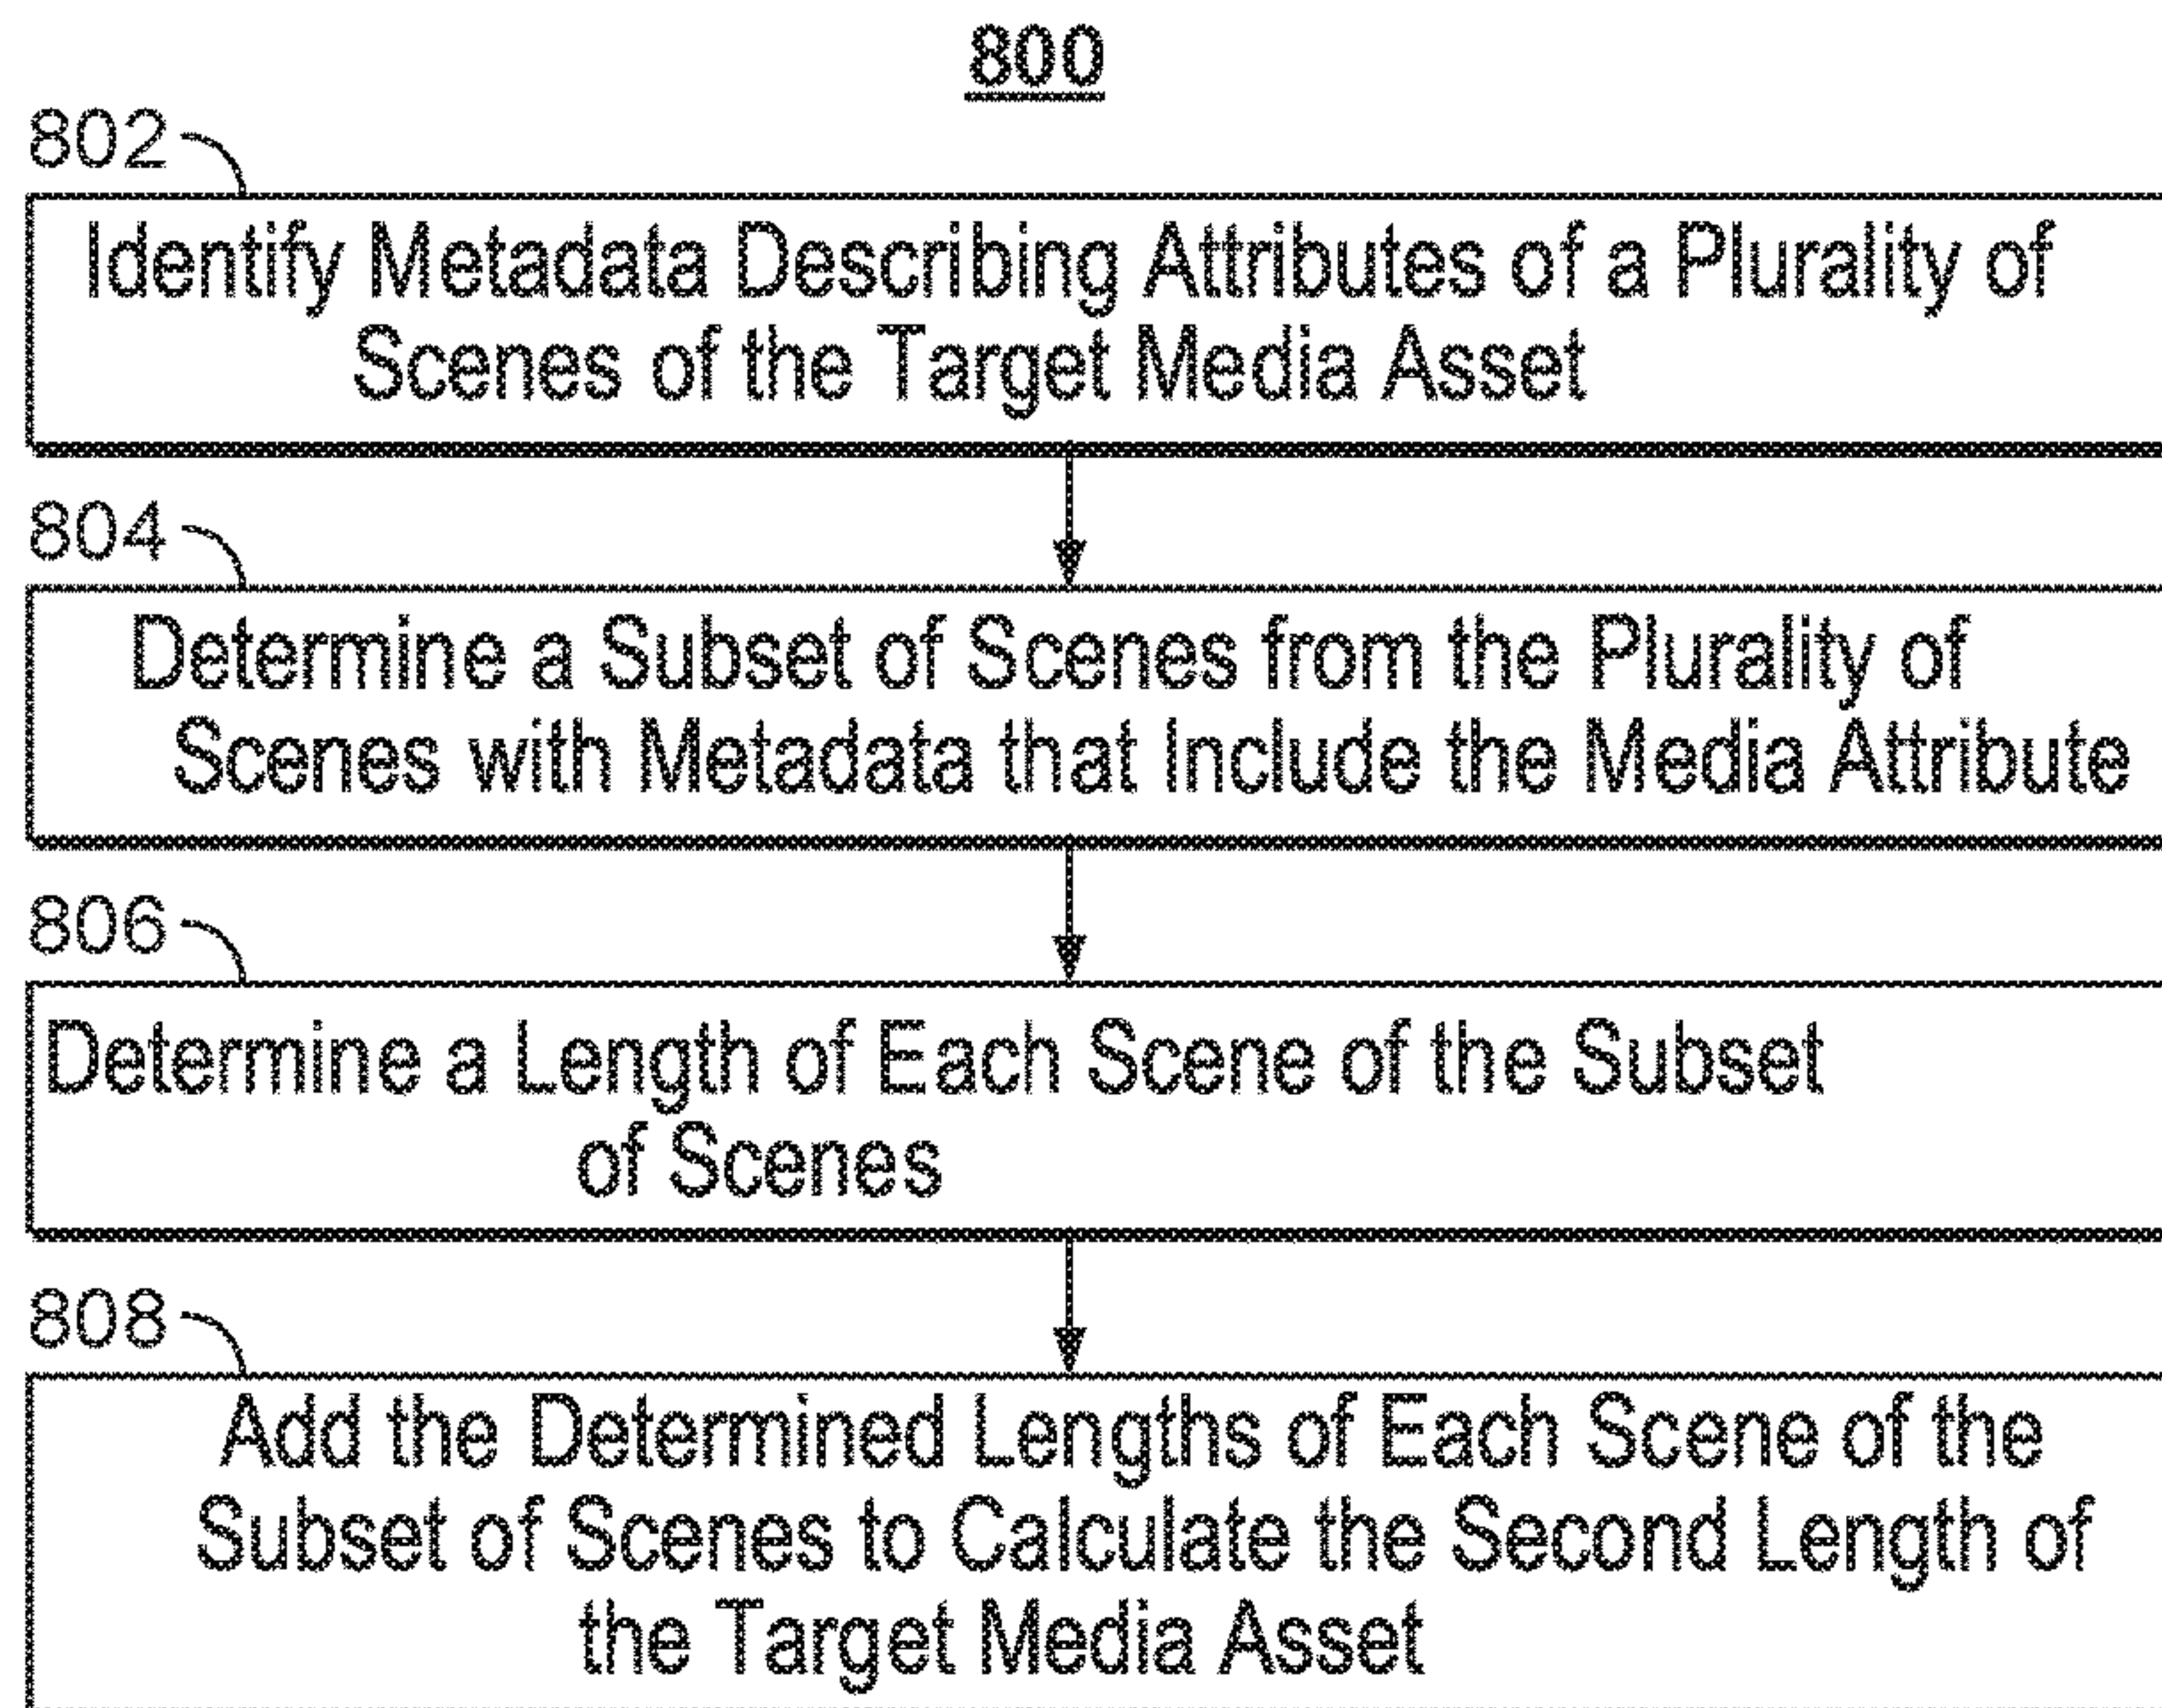 800
802
Identify Metadata Describing Attributes of a Plurality of
Scenes of the Target Media Asset
804
Determine a Subset of Scenes from the Plurality of
Scenes with Metadata that Include the Media Attribute
806
Determine a Length of Each Scene of the Subset
of Scenes
808
Add the Determined Lengths of Each Scene of the
Subset of Scenes to Calculate the Second Length of
the Target Media Asset